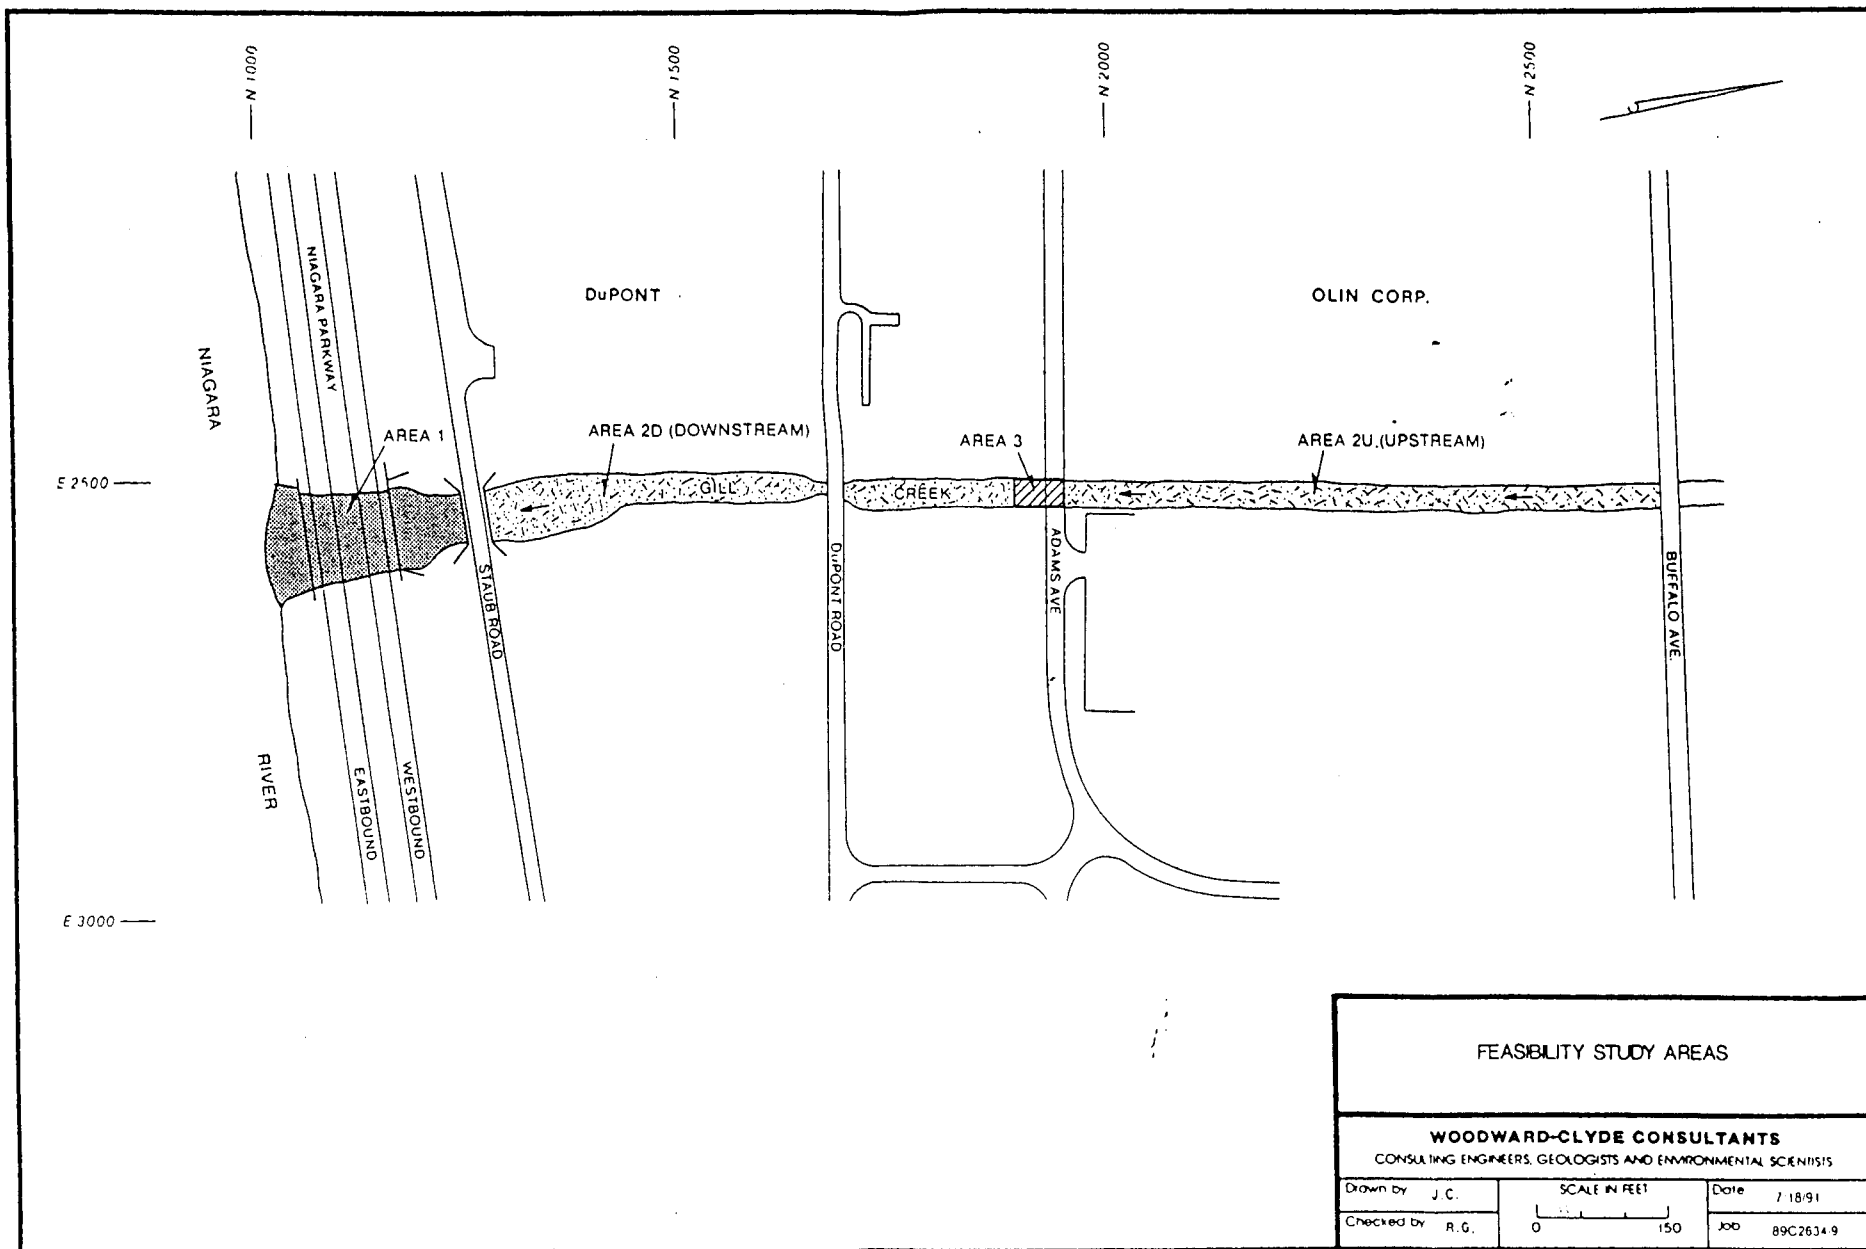 N 1000
N 1500
N 2000
N 2500
NIAGARA PARKWAY
DuPONT
OLIN CORP.
NIAGARA
AREA 1
AREA 2D (DOWNSTREAM)
AREA 3
AREA 2U.(UPSTREAM)
E 2500
GILL
CREEK
STAUB ROAD
DuPONT ROAD
ADAMS AVE
BUFFALO AVE.
RIVER
EASTBOUND
WESTBOUND
E 3000
FEASIBILITY STUDY AREAS
WOODWARD-CLYDE CONSULTANTS
CONSULTING ENGINEERS, GEOLOGISTS AND ENVIRONMENTAL SCIENTISTS
Drawn by J.C.
SCALE IN FEET
0 150
Date 7/18/91
Checked by R.G.
Job 89C2634-9